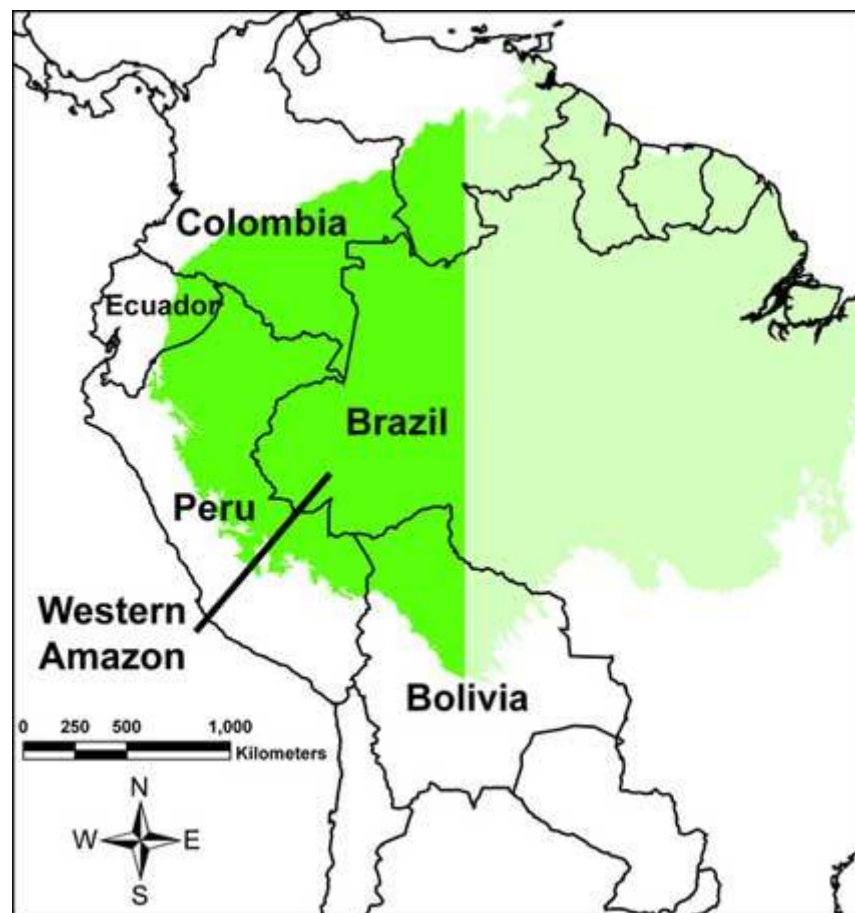 Colombia
Ecuador
Brazil
Peru
Western
Amazon
Bolivia
0 250 500 1,000
Kilometers
N
W E
S